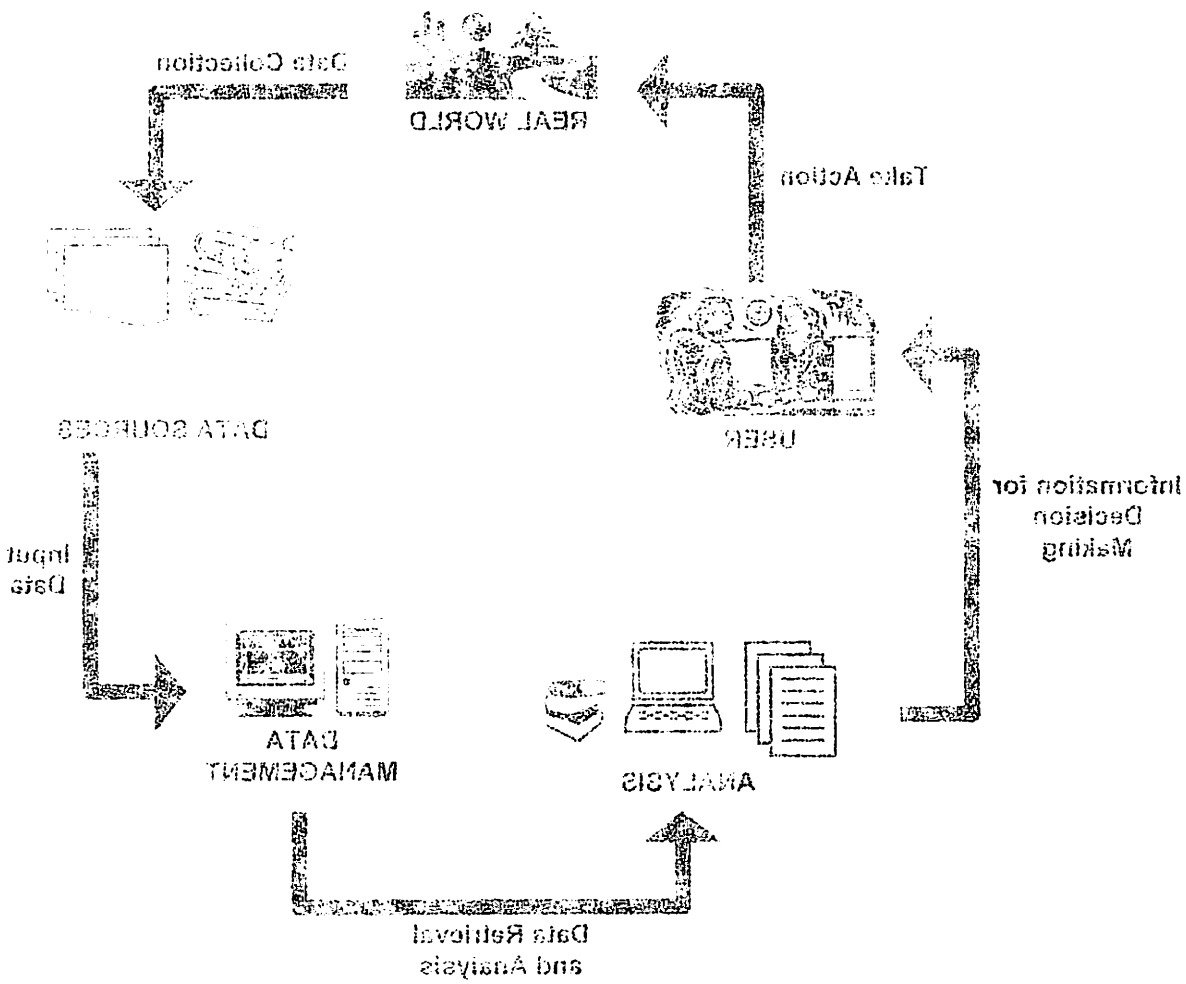 Data Collection
REAL WORLD
Take Action
DATA SOURCES
USER
Information for
Decision
Making
Input
Data
DATA
MANAGEMENT
ANALYSIS
Data Retrieval
and Analysis